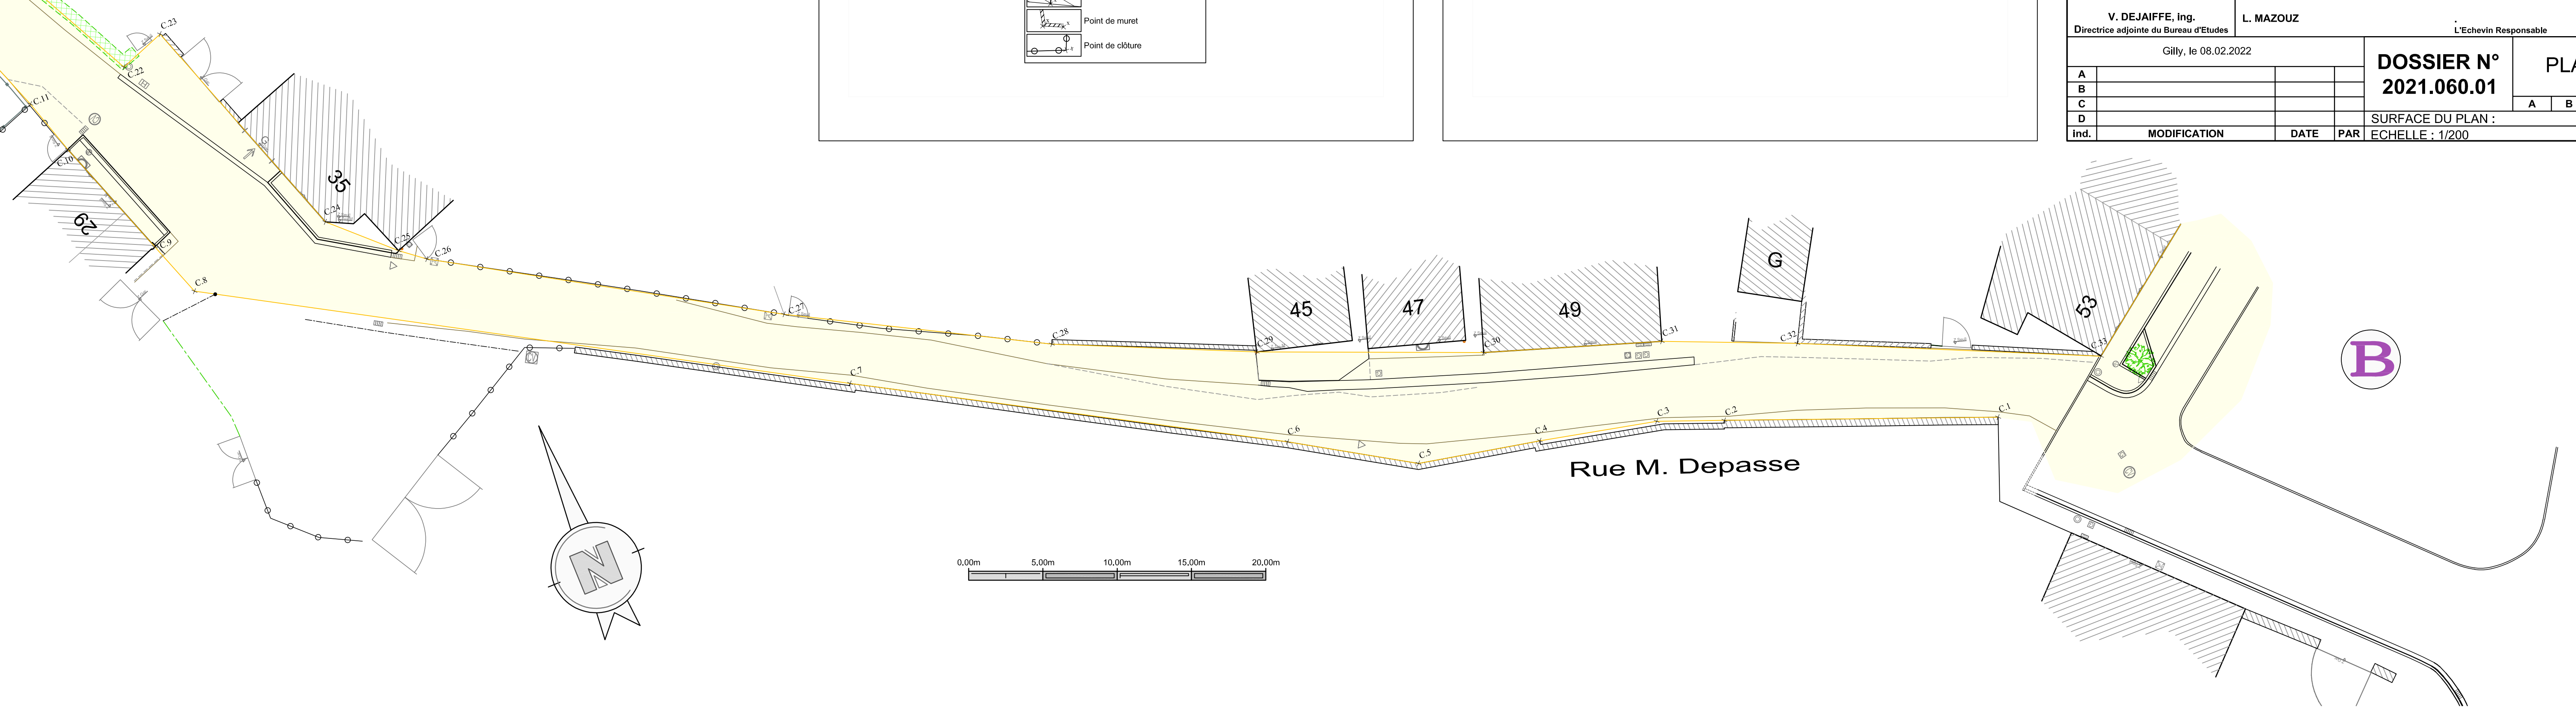 Point de muret
Point de clôture
V. DEJAIFFE, Ing.
Directrice adjointe du Bureau d'Etudes
L. MAZOUZ
.
L'Echevin Responsable
Gilly, le 08.02.2022
DOSSIER N°
2021.060.01
PLA
A
B
C
D
ind.
MODIFICATION
DATE
PAR
A
B
SURFACE DU PLAN :
ECHELLE : 1/200
C.23
C.22
C.11
C.10
G
35
29
C.24
C.9
C.25
C.26
C.8
C.27
C.28
C.29
45
47
49
C.30
C.31
G
C.32
53
C.33
B
C.7
C.6
C.5
C.4
C.3
C.2
C.1
Rue M. Depasse
N
0,00m
5,00m
10,00m
15,00m
20,00m